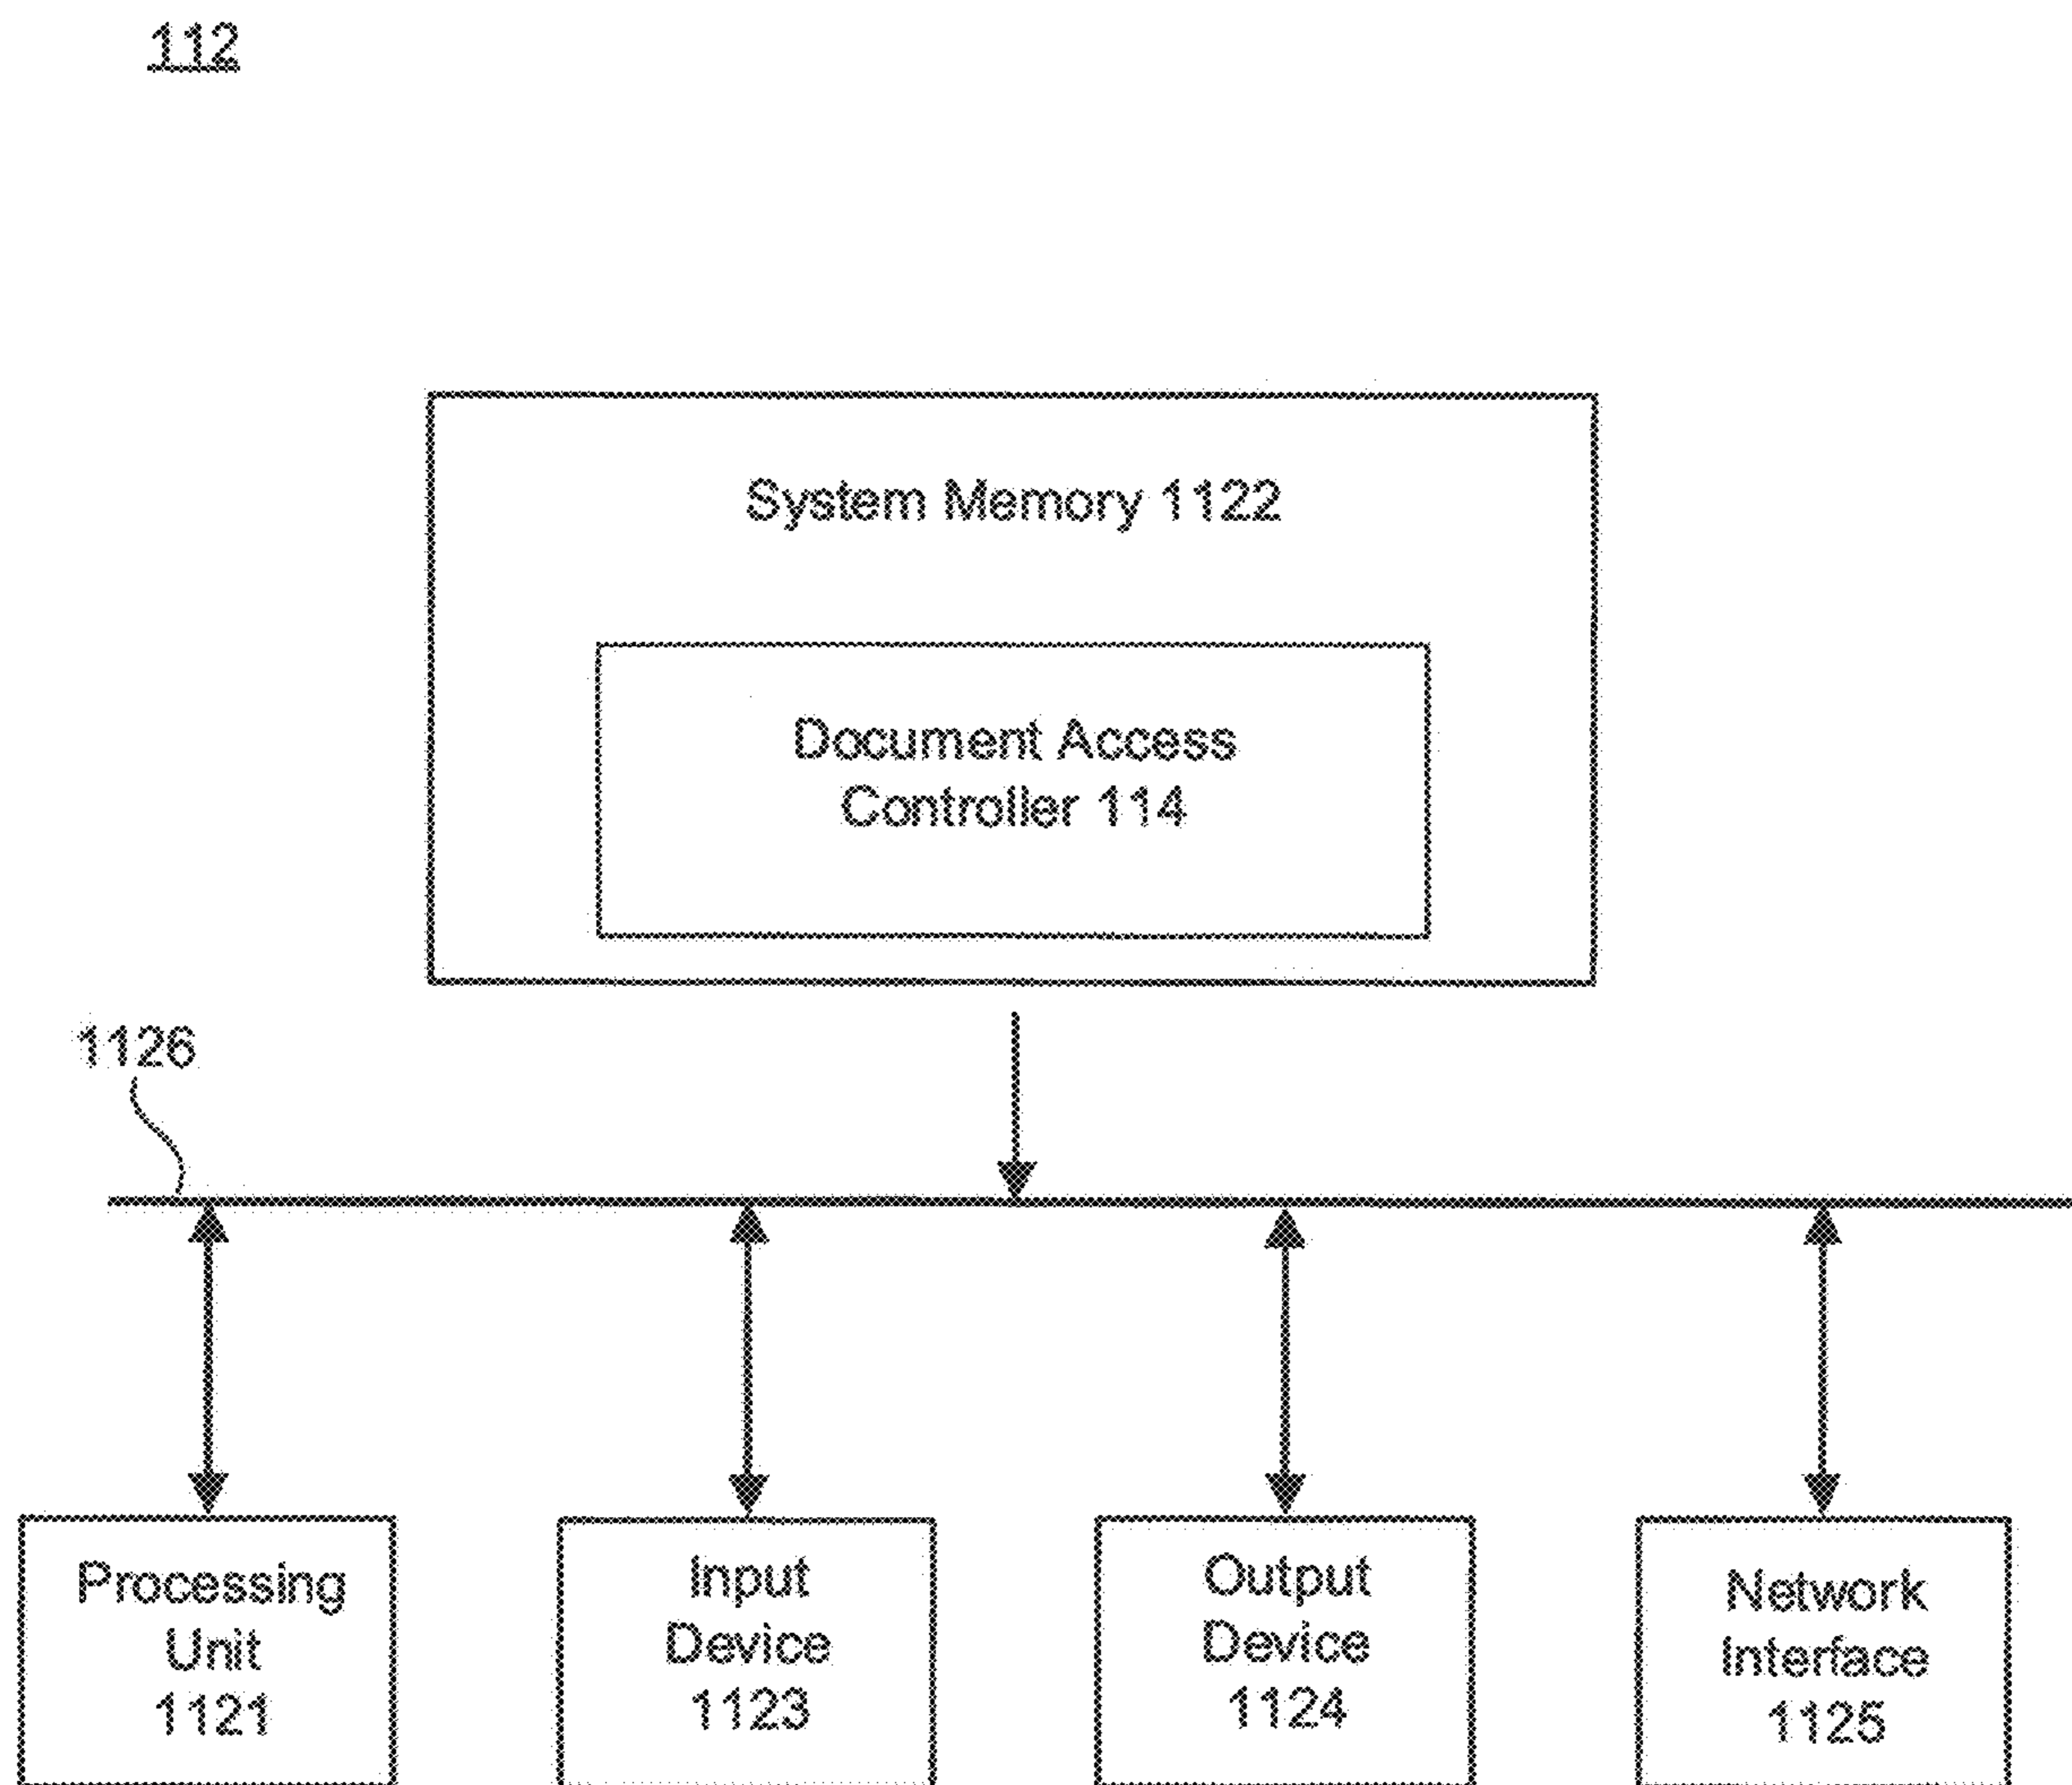 112
System Memory 1122
Document Access
Controller 114
1126
Processing
Unit
1121
Input
Device
1123
Output
Device
1124
Network
Interface
1125